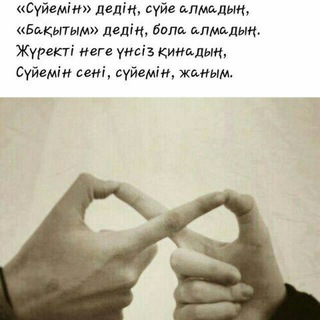 «Сүйемін» дедің, сүйе алмадың,
«Бақытым» дедің, бола алмадың.
Жүректі неге үнсіз қинадың,
Сүйемін сені, сүйемін, жаным.